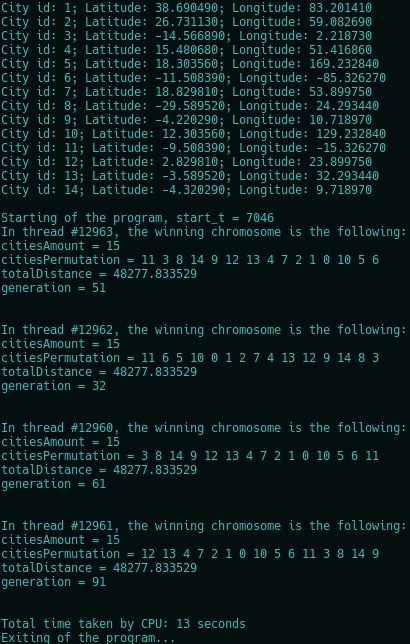 City id: 1; Latitude: 38.690490; Longitude: 83.201410
City id: 2; Latitude: 26.731130; Longitude: 59.082690
City id: 3; Latitude: -14.566890; Longitude: 2.218730
City id: 4; Latitude: 15.480680; Longitude: 51.416860
City id: 5; Latitude: 18.303560; Longitude: 169.232840
City id: 6; Latitude: -11.508390; Longitude: -85.326270
City id: 7; Latitude: 18.829810; Longitude: 53.899750
City id: 8; Latitude: -29.589520; Longitude: 24.293440
City id: 9; Latitude: -4.220290; Longitude: 10.718970
City id: 10; Latitude: 12.303560; Longitude: 129.232840
City id: 11; Latitude: -9.508390; Longitude: -15.326270
City id: 12; Latitude: 2.829810; Longitude: 23.899750
City id: 13; Latitude: -3.589520; Longitude: 32.293440
City id: 14; Latitude: -4.320290; Longitude: 9.718970
Starting of the program, start_t = 7046
In thread #12963, the winning chromosome is the following:
citiesAmount = 15
citiesPermutation = 11 3 8 14 9 12 13 4 7 2 1 0 10 5 6
totalDistance = 48277.833529
generation = 51
In thread #12962, the winning chromosome is the following:
citiesAmount = 15
citiesPermutation = 11 6 5 10 0 1 2 7 4 13 12 9 14 8 3
totalDistance = 48277.833529
generation = 32
In thread #12960, the winning chromosome is the following:
citiesAmount = 15
citiesPermutation = 3 8 14 9 12 13 4 7 2 1 0 10 5 6 11
totalDistance = 48277.833529
generation = 61
In thread #12961, the winning chromosome is the following:
citiesAmount = 15
citiesPermutation = 12 13 4 7 2 1 0 10 5 6 11 3 8 14 9
totalDistance = 48277.833529
generation = 91
Total time taken by CPU: 13 seconds
Exiting of the program...